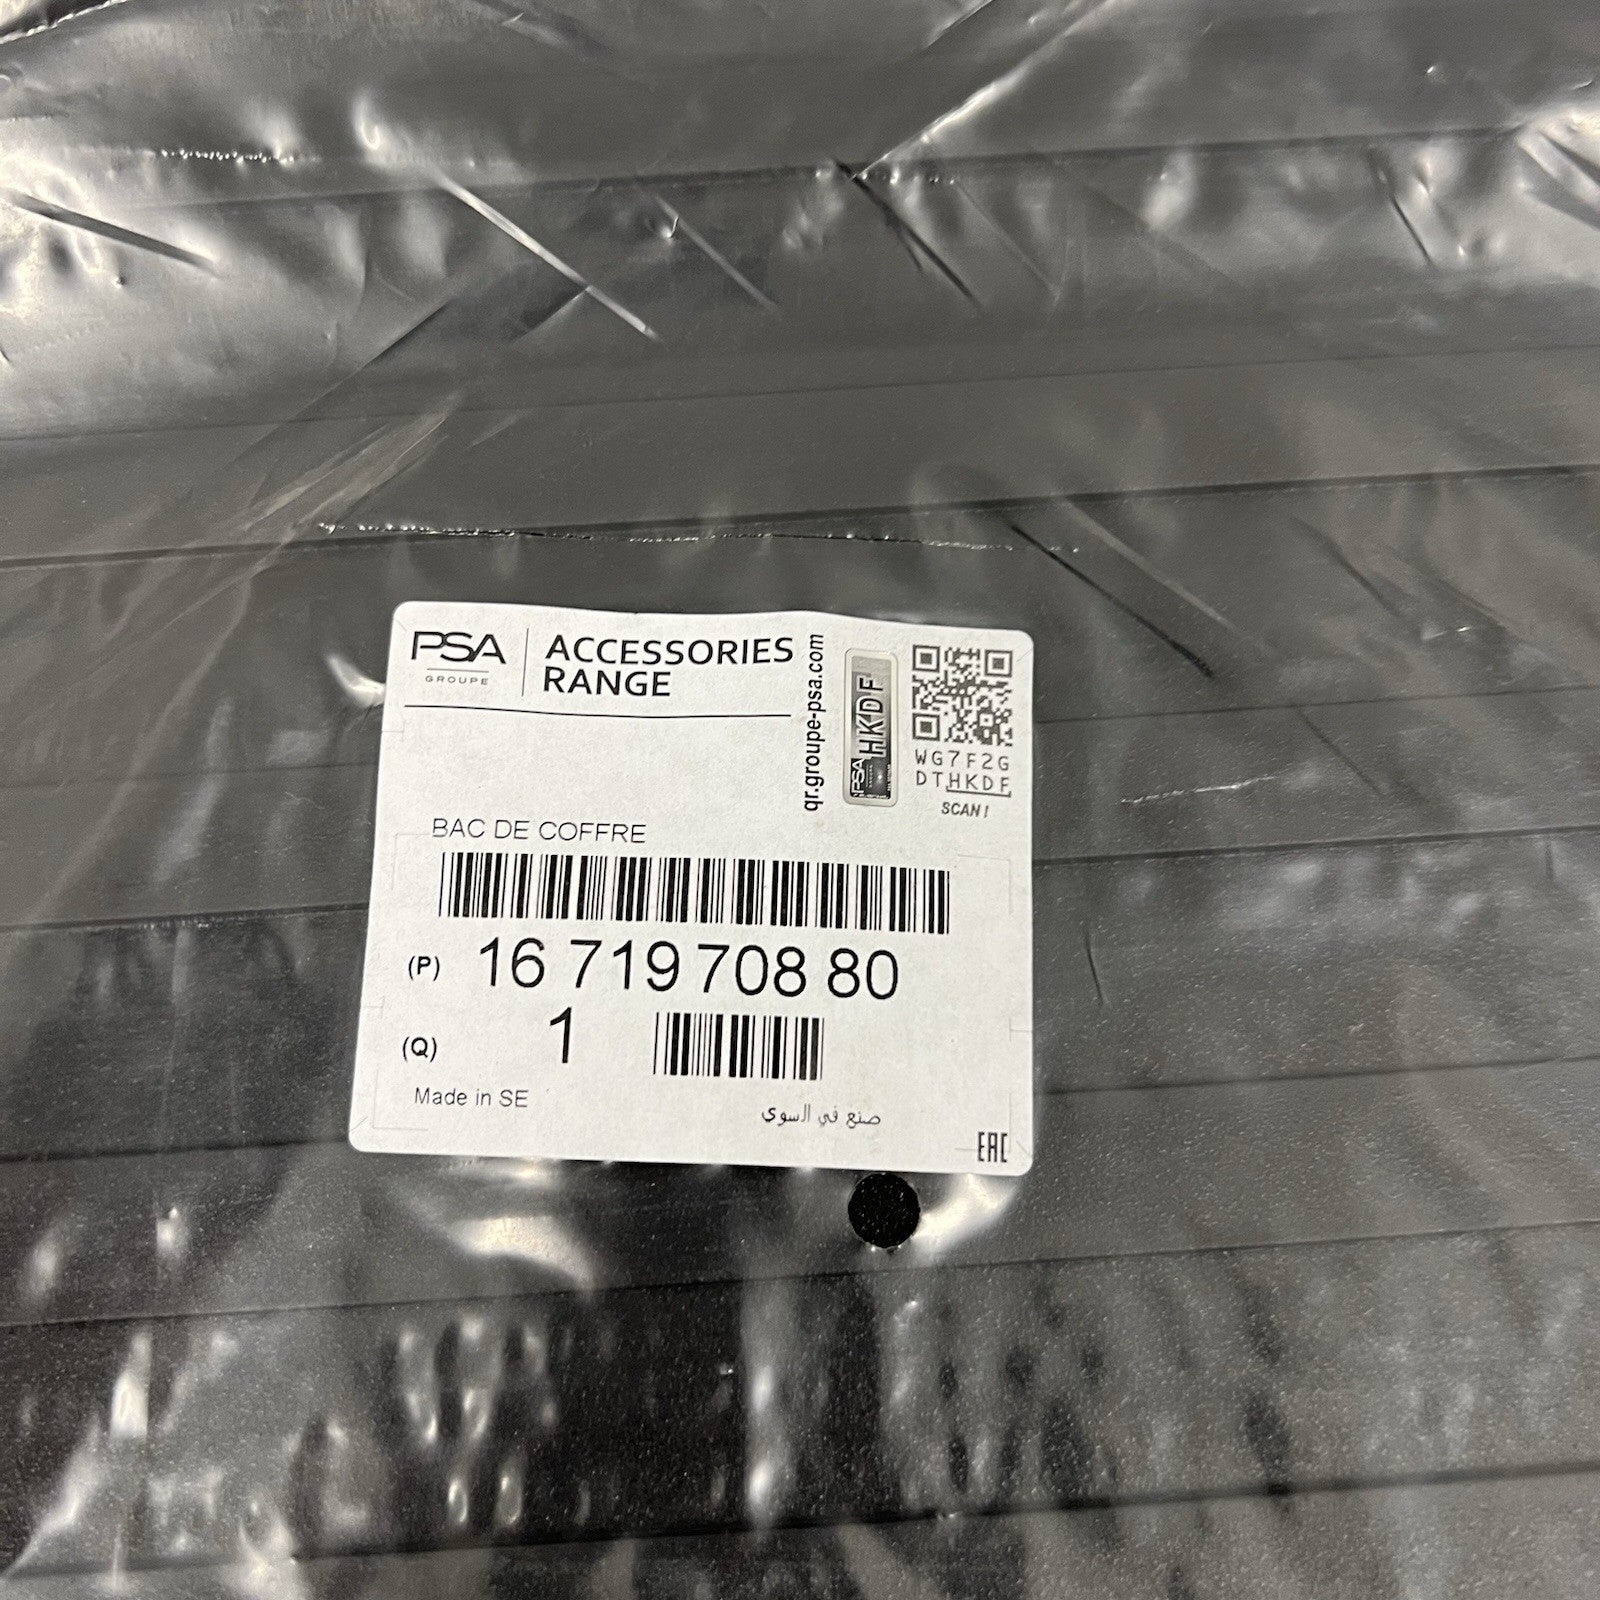 PSA
GROUPE
ACCESSORIES
RANGE
qr.groupe-psa.com
PSA
HKDF
WG7F2G
DTHKDF
SCAN!
BAC DE COFFRE
(P) 16 719 708 80
(Q) 1
Made in SE
صنع في السوي
EAC